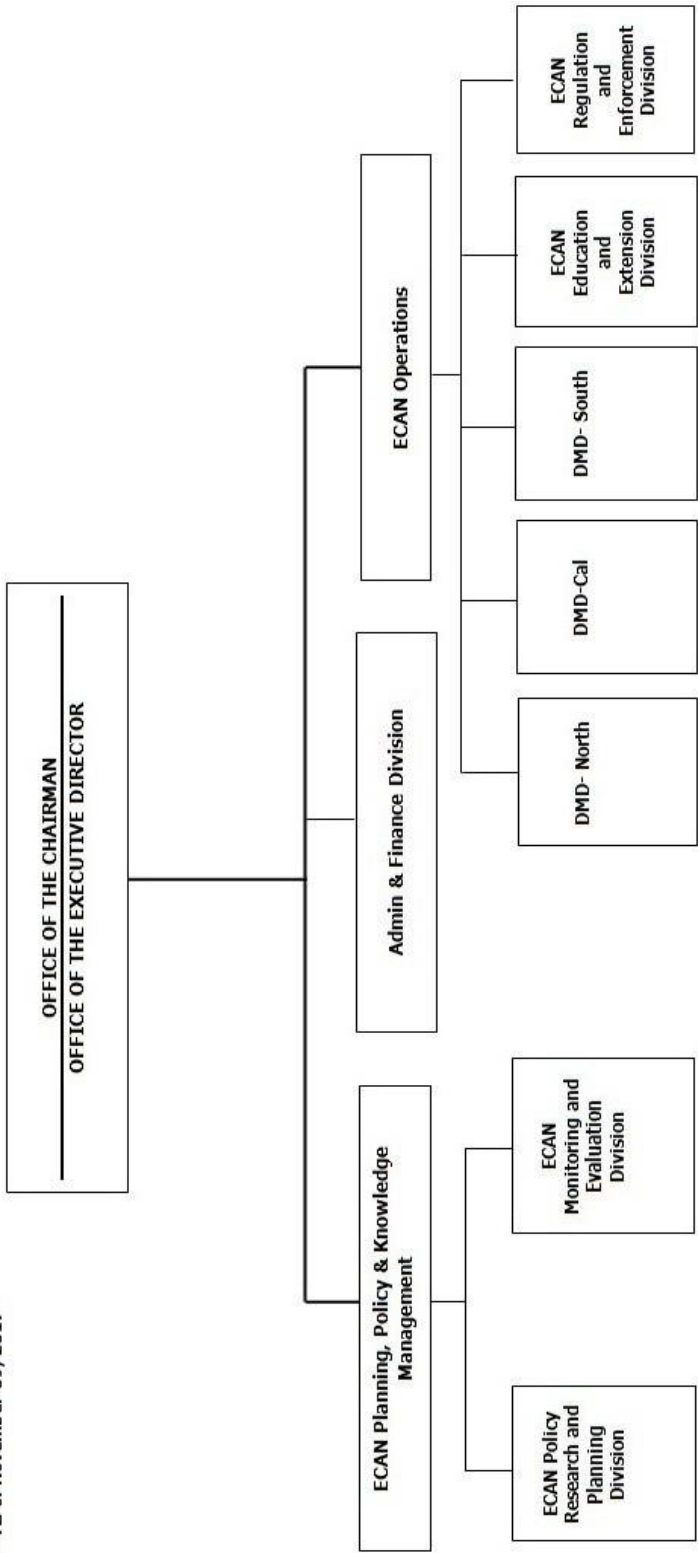 OFFICE OF THE CHAIRMAN
OFFICE OF THE EXECUTIVE DIRECTOR
ECAN Planning, Policy & Knowledge
Management
Admin & Finance Division
ECAN Operations
ECAN Policy
Research and
Planning
Division
ECAN
Monitoring and
Evaluation
Division
DMD- North
DMD-Cal
DMD- South
ECAN
Education
and
Extension
Division
ECAN
Regulation
and
Enforcement
Division